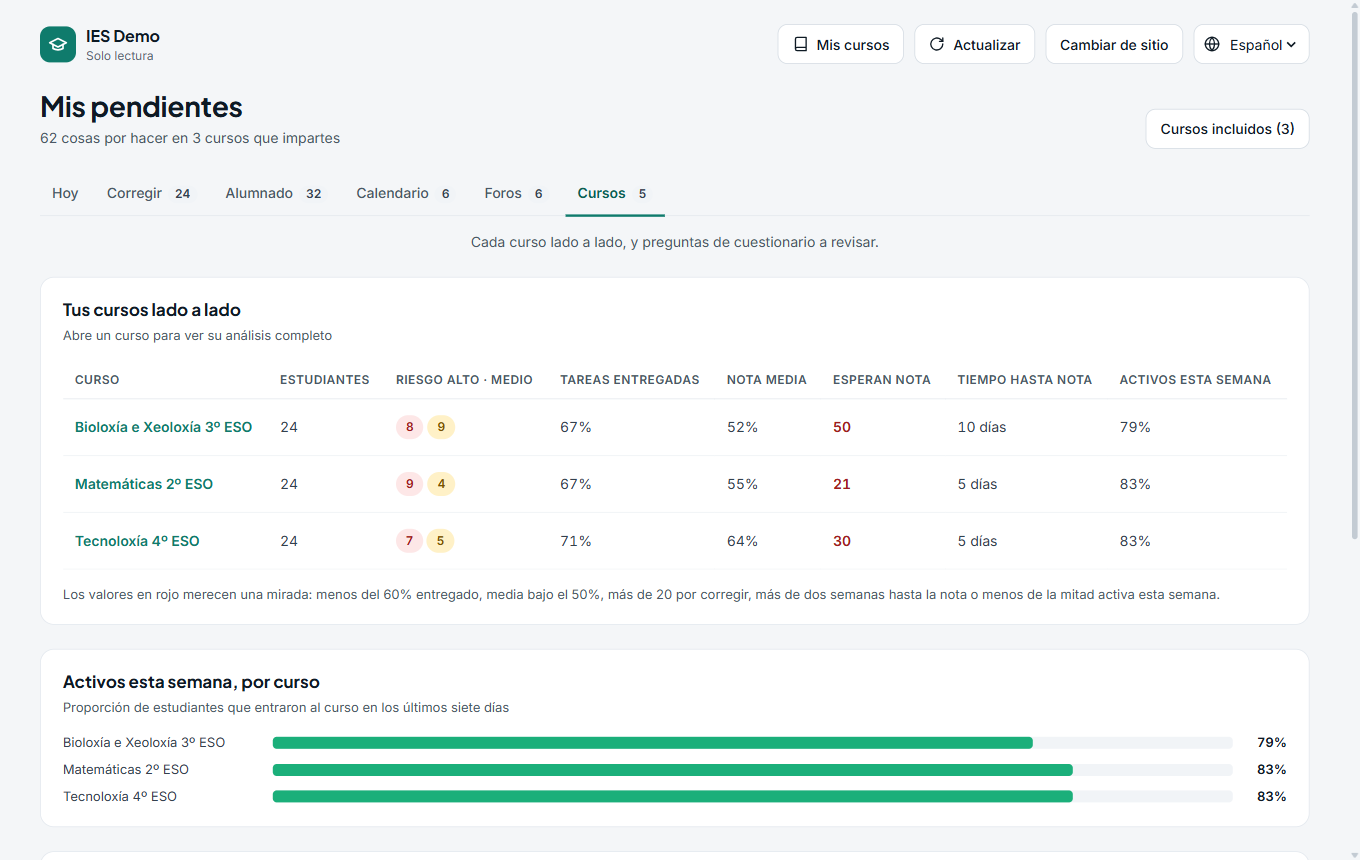 IES Demo
Solo lectura
Mis cursos
Actualizar
Cambiar de sitio
Español
Mis pendientes
62 cosas por hacer en 3 cursos que impartes
Cursos incluidos (3)
Hoy
Corregir 24
Alumnado 32
Calendario 6
Foros 6
Cursos 5
Cada curso lado a lado, y preguntas de cuestionario a revisar.
Tus cursos lado a lado
Abre un curso para ver su análisis completo
CURSO ESTUDIANTES RIESGO ALTO · MEDIO TAREAS ENTREGADAS NOTA MEDIA ESPERAN NOTA TIEMPO HASTA NOTA ACTIVOS ESTA SEMANA
Bioloxía e Xeoloxía 3º ESO 24 8 9 67% 52% 50 10 días 79%
Matemáticas 2º ESO 24 9 4 67% 55% 21 5 días 83%
Tecnoloxía 4º ESO 24 7 5 71% 64% 30 5 días 83%
Los valores en rojo merecen una mirada: menos del 60% entregado, media bajo el 50%, más de 20 por corregir, más de dos semanas hasta la nota o menos de la mitad activa esta semana.
Activos esta semana, por curso
Proporción de estudiantes que entraron al curso en los últimos siete días
Bioloxía e Xeoloxía 3º ESO 79%
Matemáticas 2º ESO 83%
Tecnoloxía 4º ESO 83%